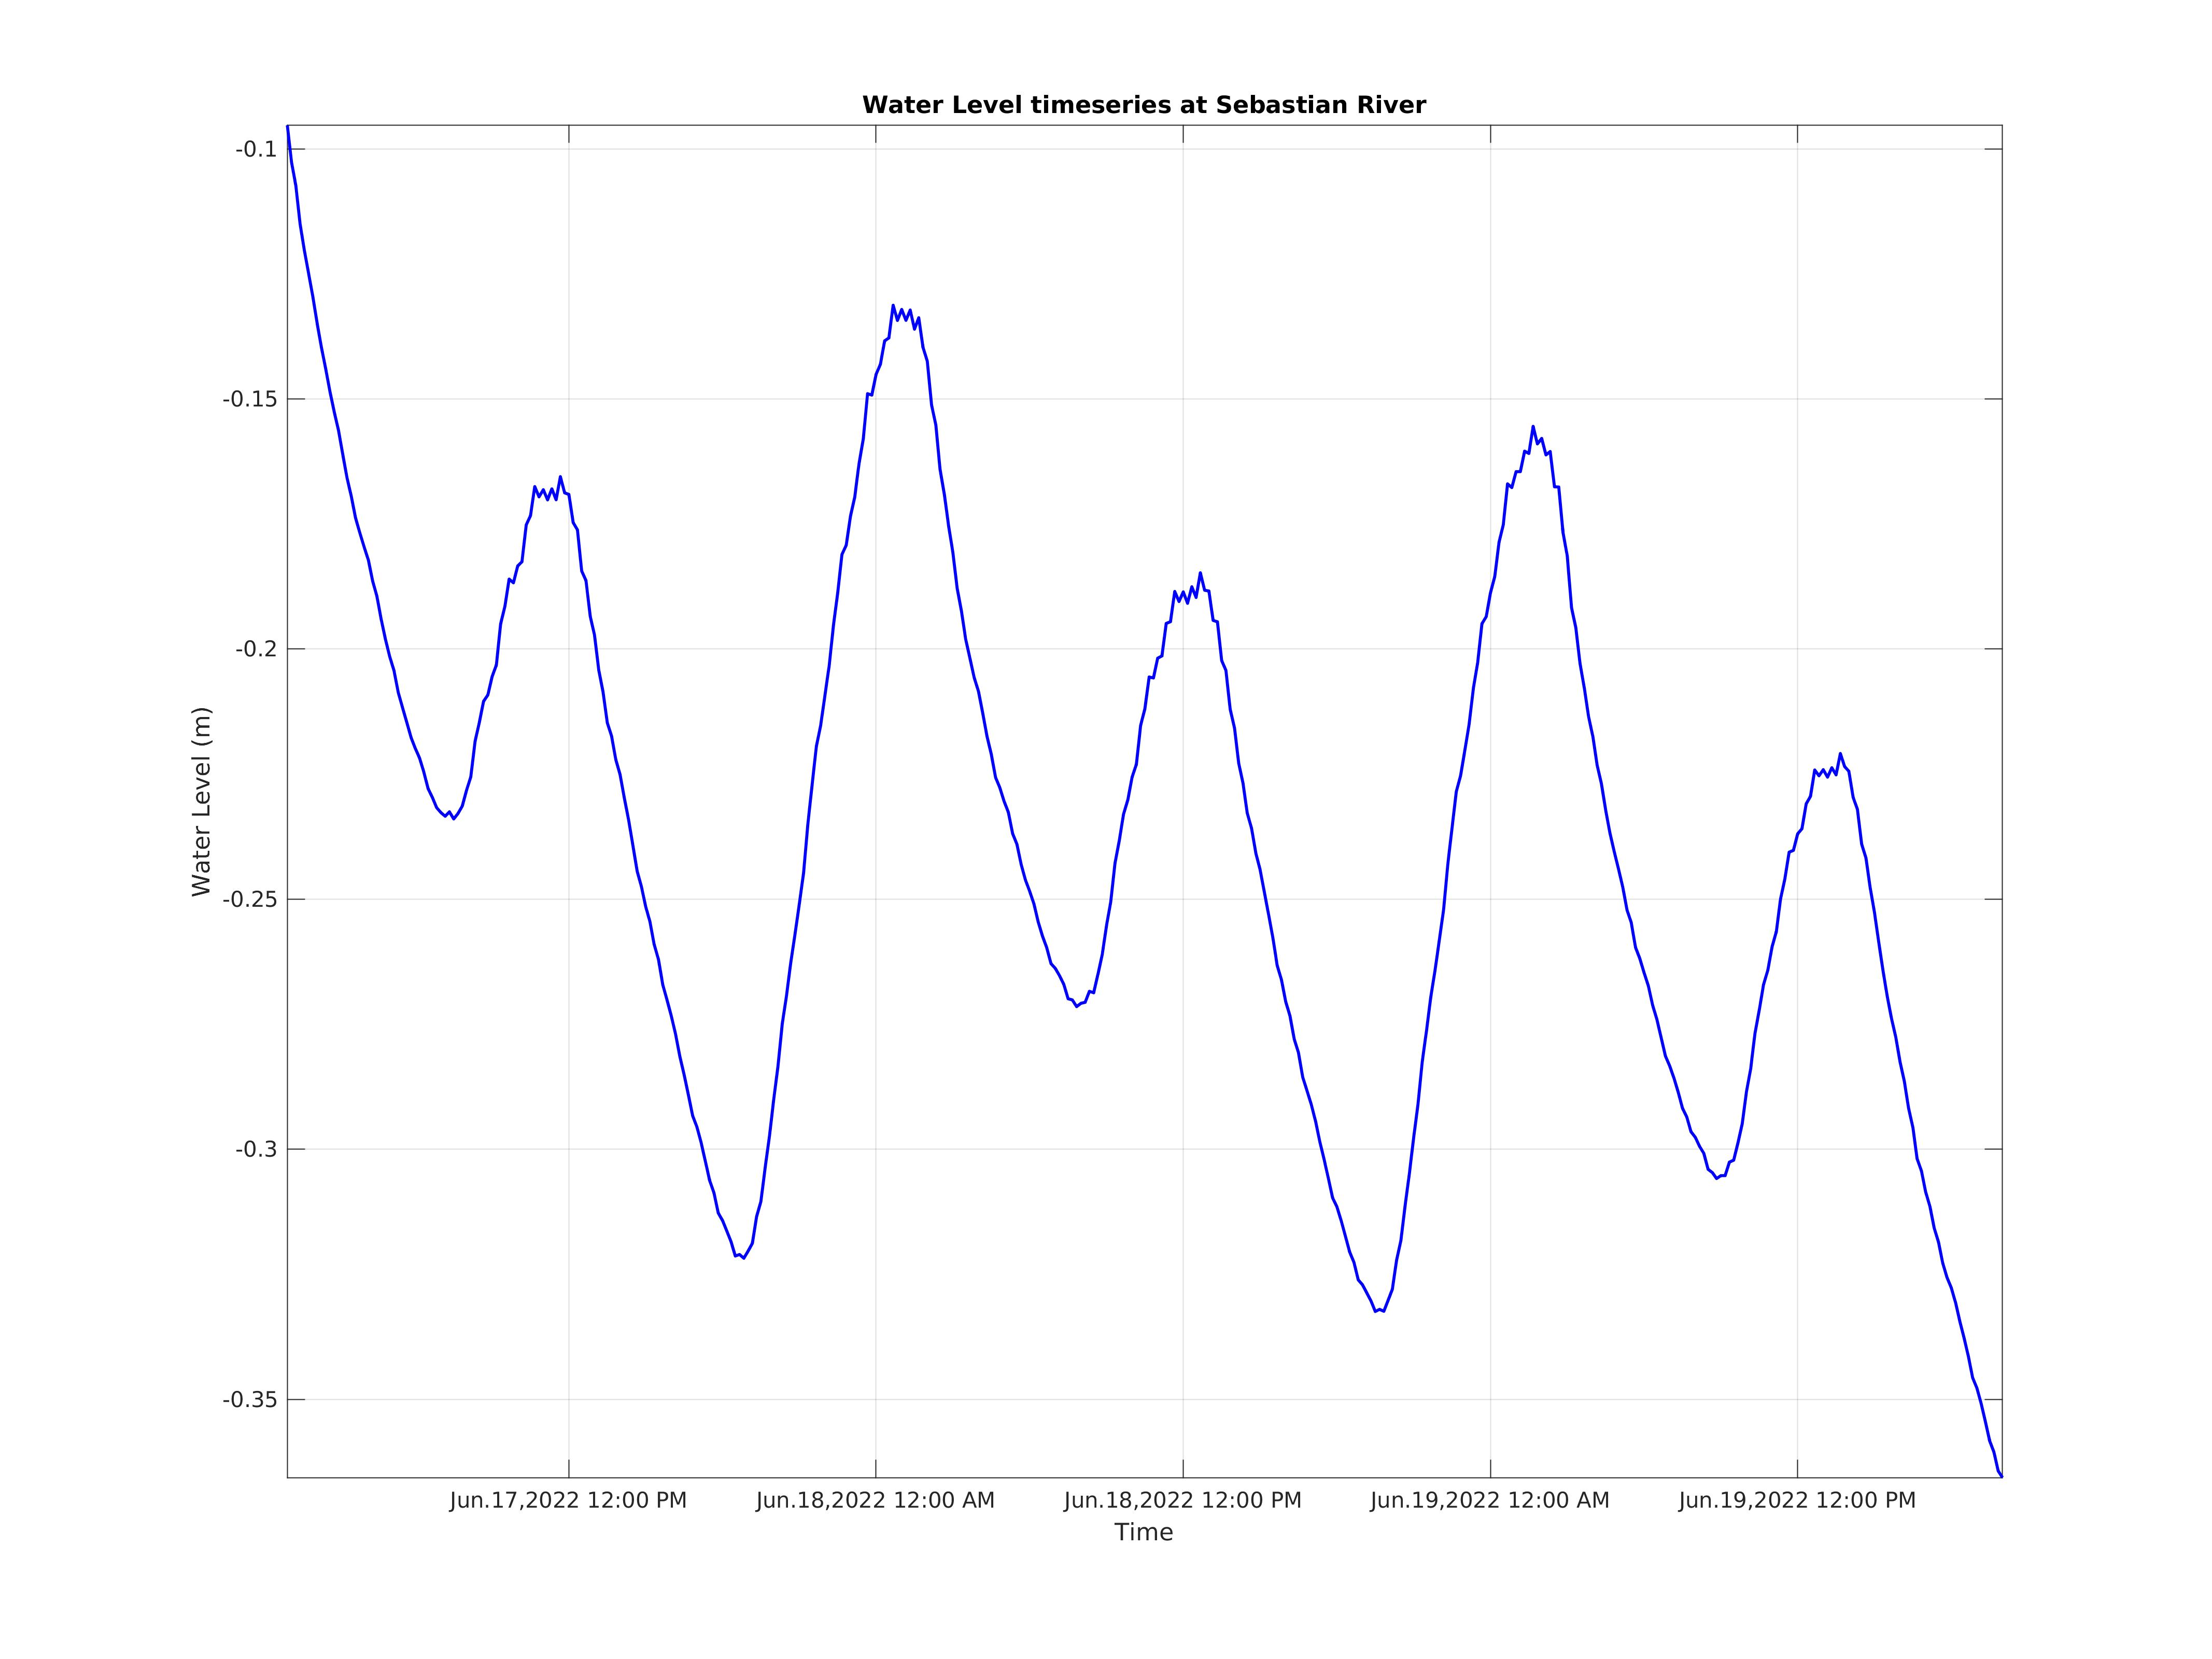 Water Level timeseries at Sebastian River
-0.1
-0.15
-0.2
-0.25
-0.3
-0.35
Water Level (m)
Jun.17,2022 12:00 PM
Jun.18,2022 12:00 AM
Jun.18,2022 12:00 PM
Jun.19,2022 12:00 AM
Jun.19,2022 12:00 PM
Time